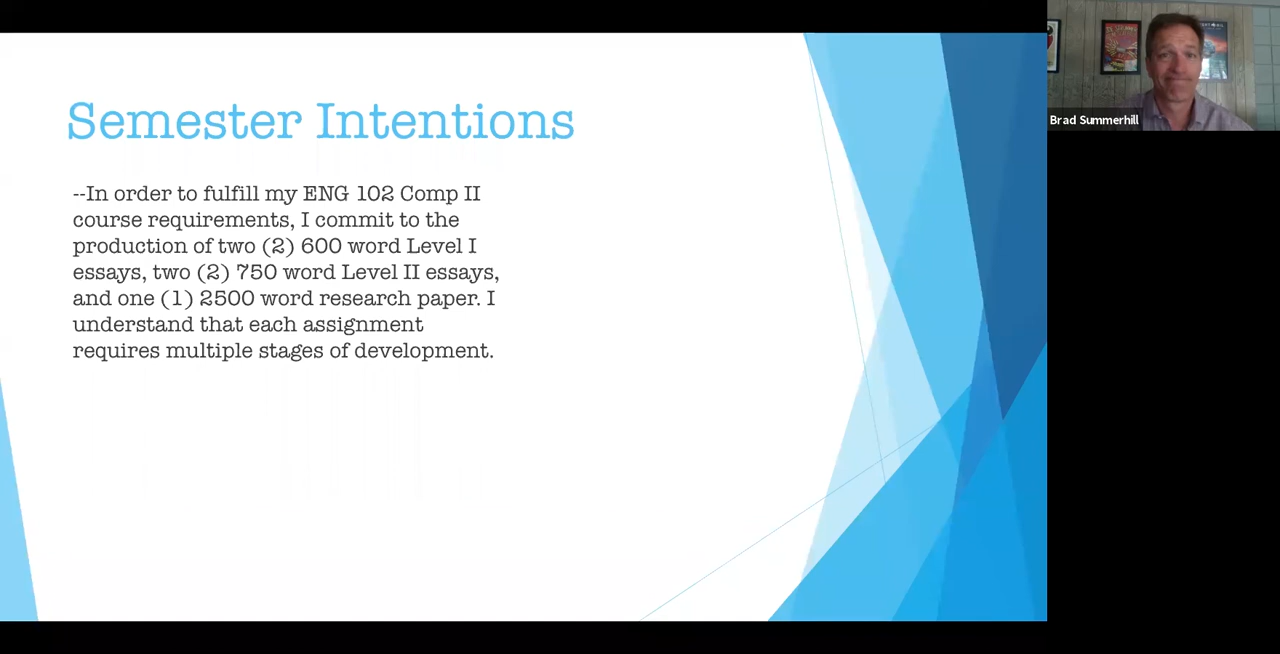 Semester Intentions
--In order to fulfill my ENG 102 Comp II
course requirements, I commit to the
production of two (2) 600 word Level I
essays, two (2) 750 word Level II essays,
and one (1) 2500 word research paper. I
understand that each assignment
requires multiple stages of development.
Brad Summerhill